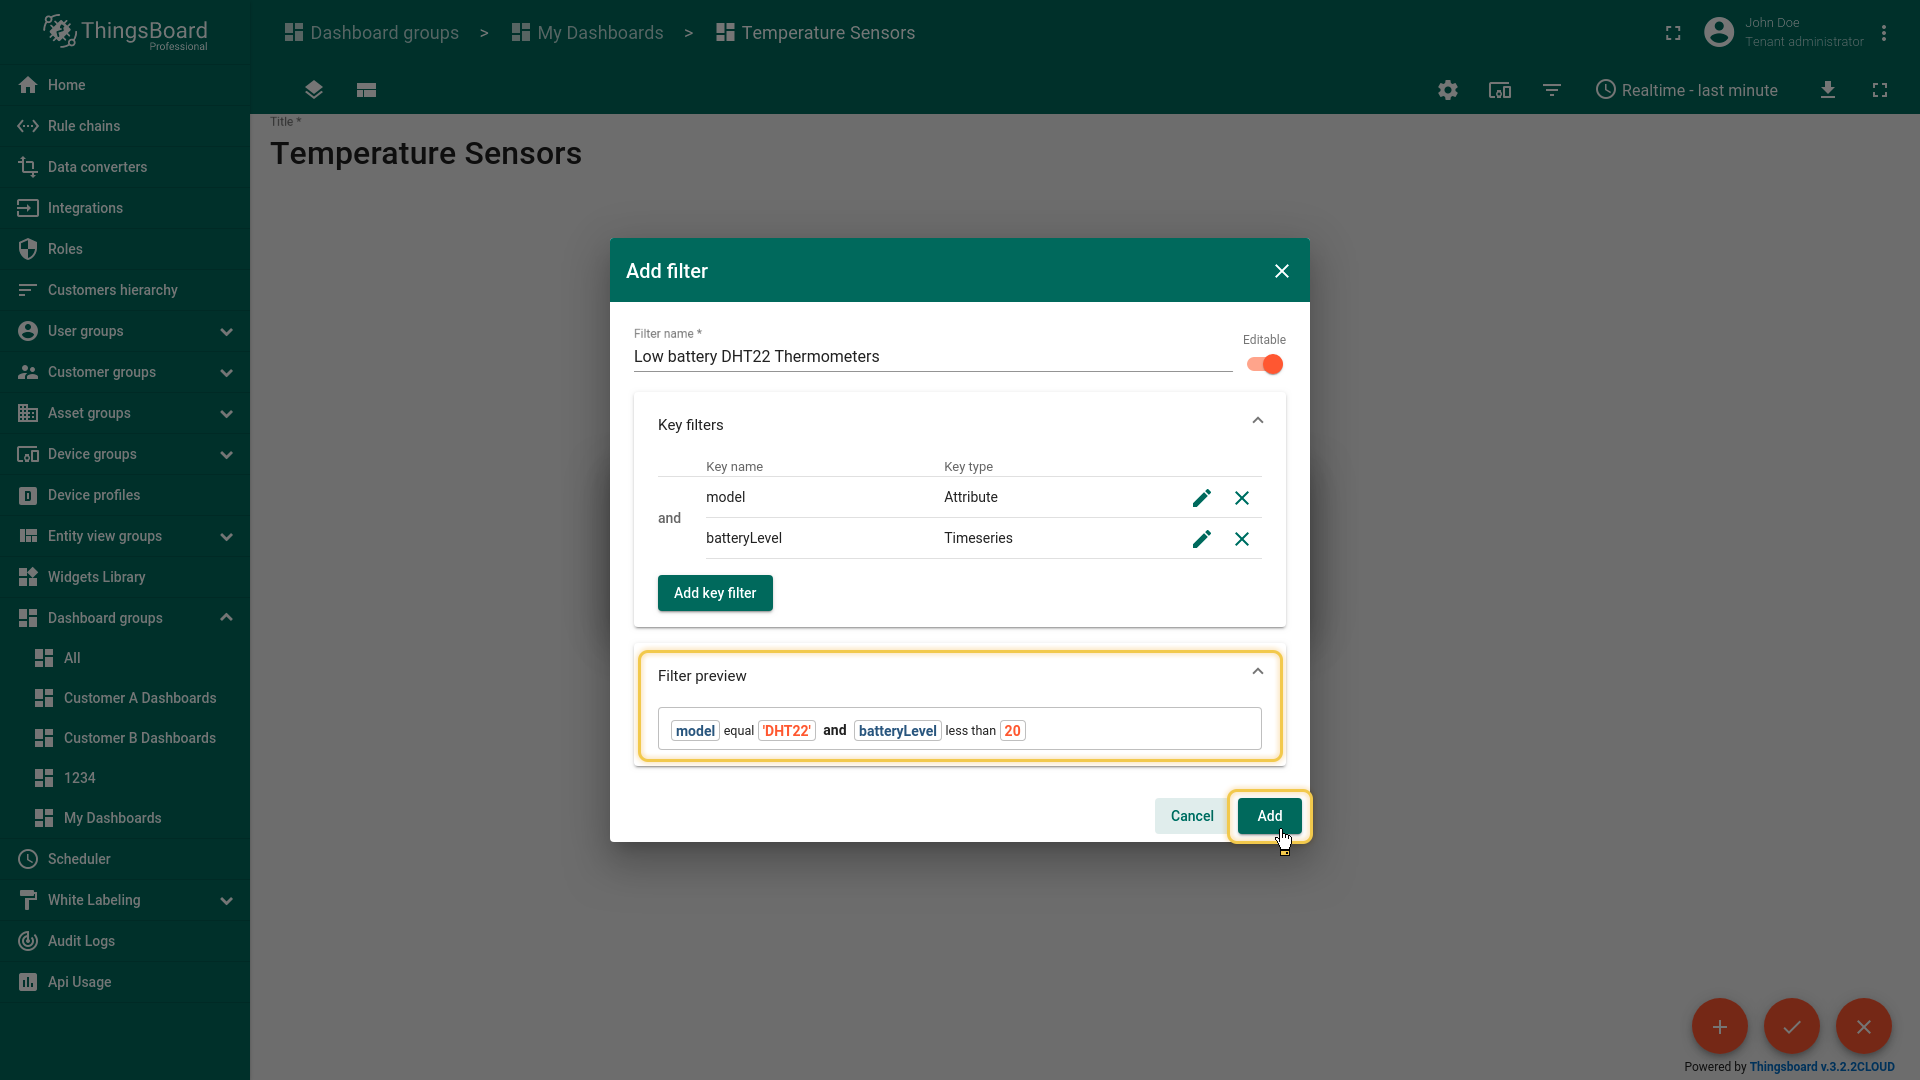 ThingsBoard
Professional
Dashboard groups > My Dashboards > Temperature Sensors
John Doe
Tenant administrator
Realtime - last minute
Home
Rule chains
Data converters
Integrations
Roles
Customers hierarchy
User groups
Customer groups
Asset groups
Device groups
Device profiles
Entity view groups
Widgets Library
Dashboard groups
All
Customer A Dashboards
Customer B Dashboards
1234
My Dashboards
Scheduler
White Labeling
Audit Logs
Api Usage
Title *
Temperature Sensors
Add filter
Filter name *
Low battery DHT22 Thermometers
Editable
Key filters
Key name Key type
model Attribute
and
batteryLevel Timeseries
Add key filter
Filter preview
model equal 'DHT22' and batteryLevel less than 20
Cancel Add
Powered by Thingsboard v.3.2.2CLOUD